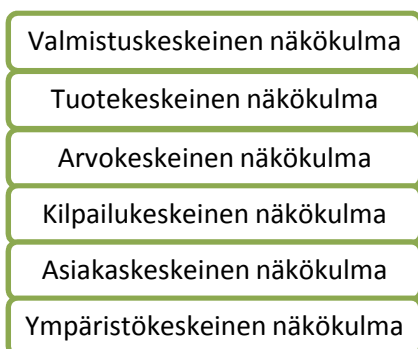 Valmistuskeskeinen näkökulma
Tuotekeskeinen näkökulma
Arvokeskeinen näkökulma
Kilpailukeskeinen näkökulma
Asiakaskeskeinen näkökulma
Ympäristökeskeinen näkökulma